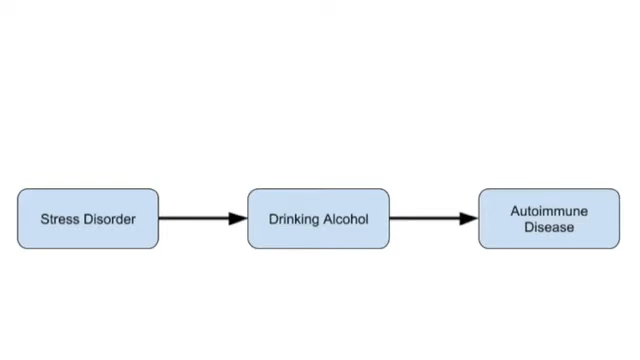 Stress Disorder
Drinking Alcohol
Autoimmune
Disease